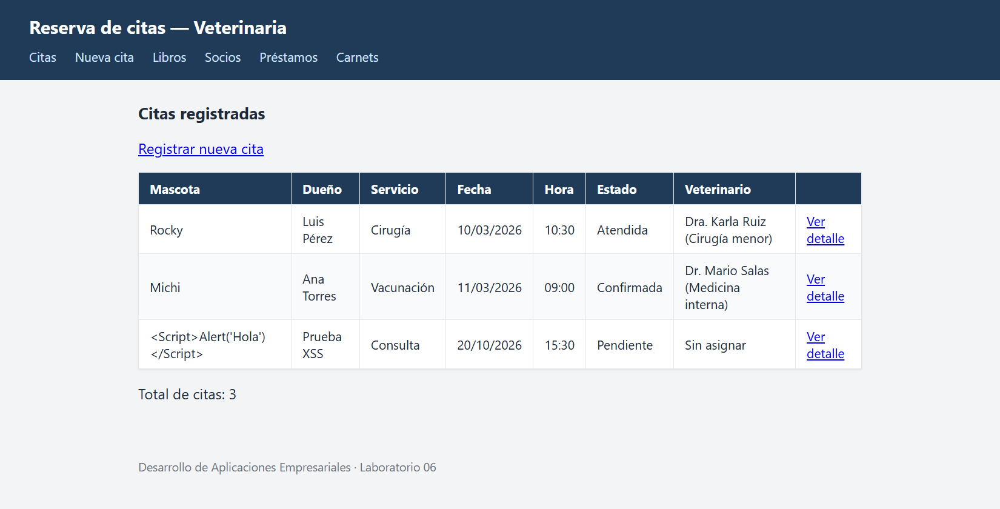 Reserva de citas — Veterinaria
Citas Nueva cita Libros Socios Préstamos Carnets
Citas registradas
Registrar nueva cita
Mascota Dueño Servicio Fecha Hora Estado Veterinario
Rocky Luis Pérez Cirugía 10/03/2026 10:30 Atendida Dra. Karla Ruiz (Cirugía menor) Ver detalle
Michi Ana Torres Vacunación 11/03/2026 09:00 Confirmada Dr. Mario Salas (Medicina interna) Ver detalle
<Script>Alert('Hola')</Script> Prueba XSS Consulta 20/10/2026 15:30 Pendiente Sin asignar Ver detalle
Total de citas: 3
Desarrollo de Aplicaciones Empresariales · Laboratorio 06